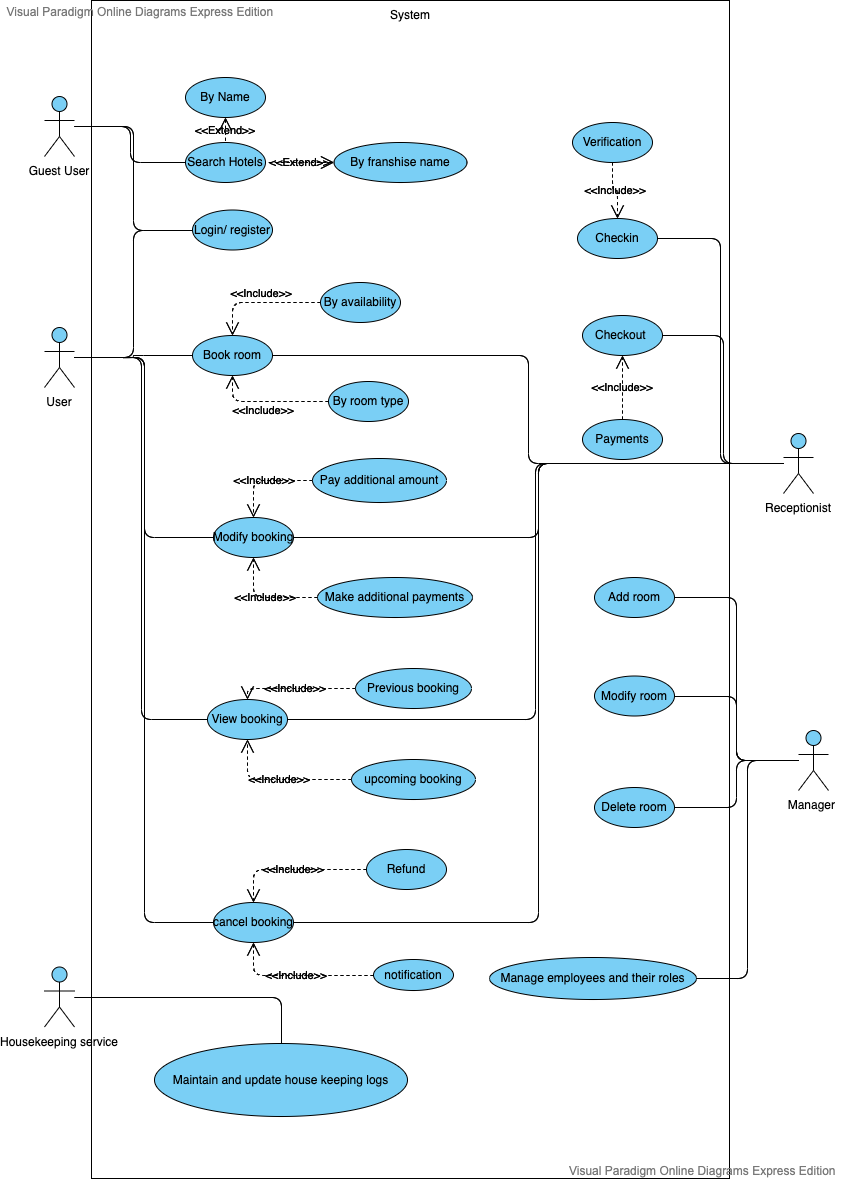 Visual Paradigm Online Diagrams Express Edition
System
By Name
<<Extend>>
Guest User
Search Hotels
<<Extend>>
By franshise name
Verification
<<Include>>
Login/ register
Checkin
<<Include>>
By availability
User
Book room
Checkout
By room type
<<Include>>
<<Include>>
Payments
Receptionist
<<Include>>
Pay additional amount
Modify booking
<<Include>>
Make additional payments
Add room
<<Include>>
Previous booking
Modify room
View booking
<<Include>>
upcoming booking
Manager
Delete room
<<Include>>
Refund
cancel booking
<<Include>>
notification
Manage employees and their roles
Housekeeping service
Maintain and update house keeping logs
Visual Paradigm Online Diagrams Express Edition